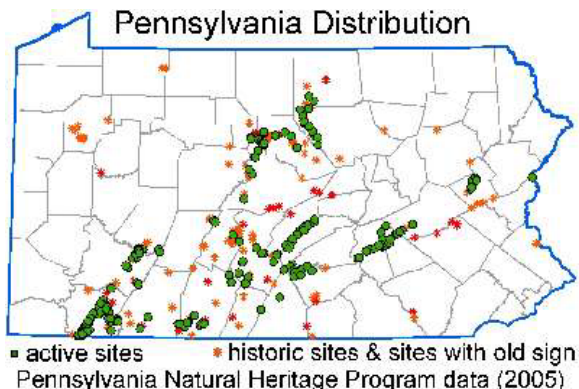 Pennsylvania Distribution
active sites
historic sites & sites with old sign
Pennsylvania Natural Heritage Program data (2005)